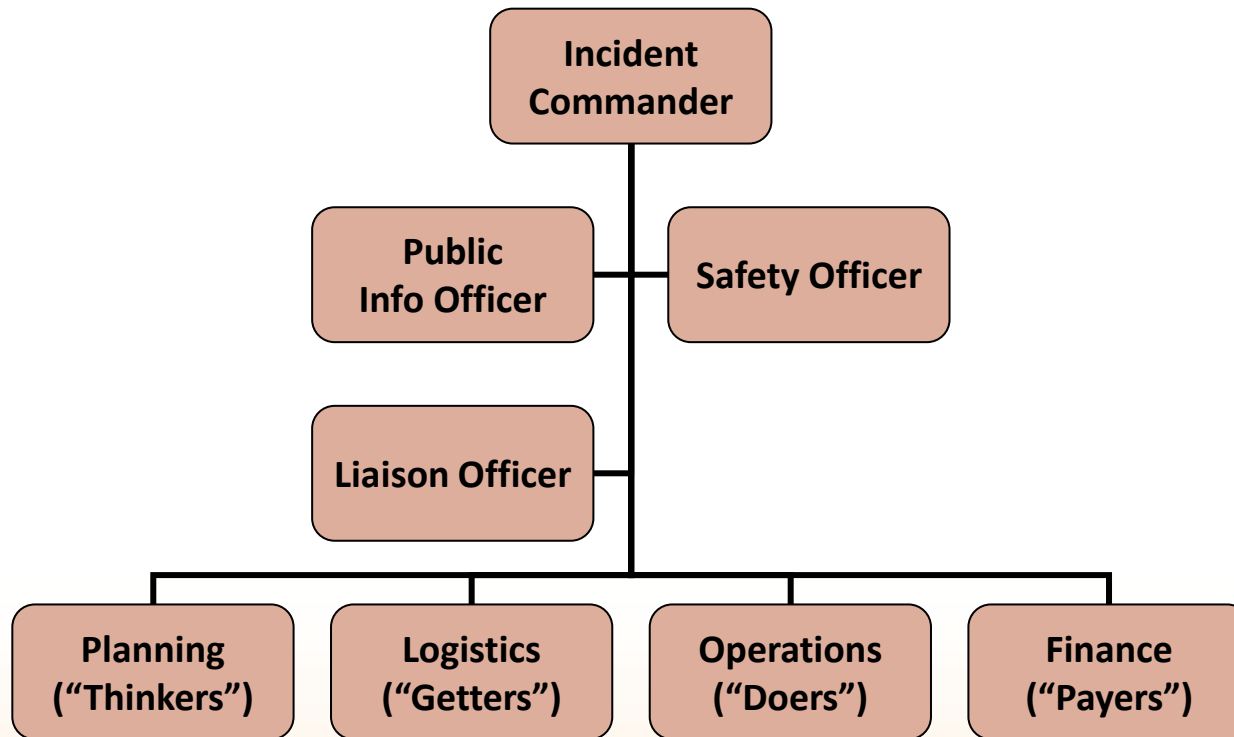 Incident
Commander
Public
Info Officer
Safety Officer
Liaison Officer
Planning
(“Thinkers”)
Logistics
(“Getters”)
Operations
(“Doers”)
Finance
(“Payers”)